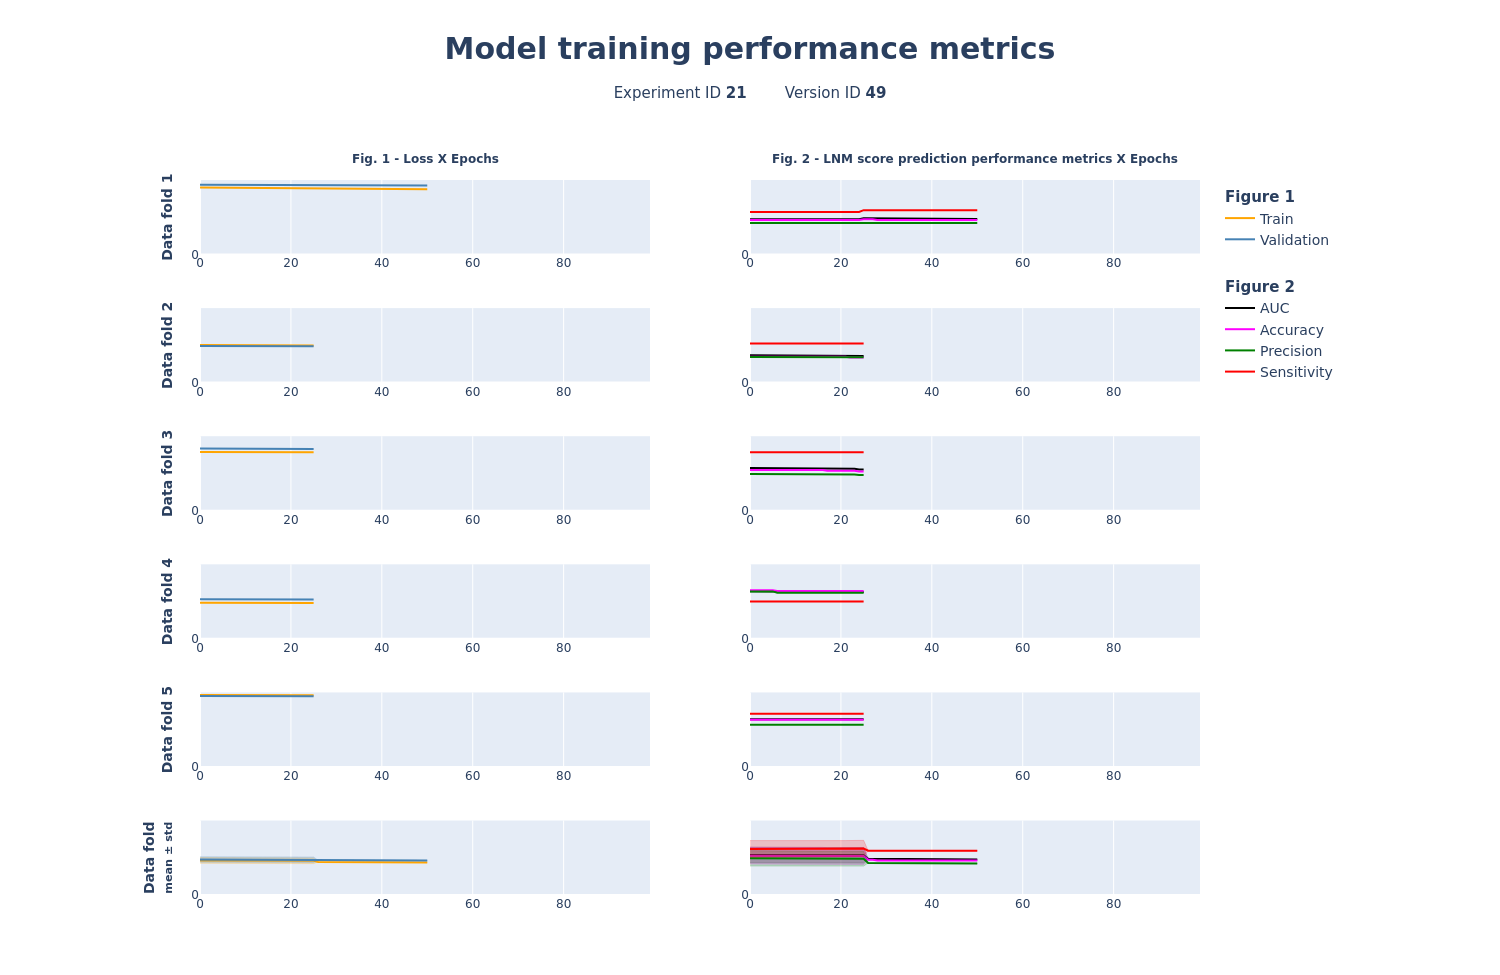 Model training performance metrics
Experiment ID 21 Version ID 49
Fig. 1 - Loss X Epochs
Fig. 2 - LNM score prediction performance metrics X Epochs
Data fold 1
0
0 20 40 60 80
0
0 20 40 60 80
Figure 1
Train
Validation
Figure 2
AUC
Accuracy
Precision
Sensitivity
Data fold 2
0
0 20 40 60 80
0
0 20 40 60 80
Data fold 3
0
0 20 40 60 80
0
0 20 40 60 80
Data fold 4
0
0 20 40 60 80
0
0 20 40 60 80
Data fold 5
0
0 20 40 60 80
0
0 20 40 60 80
Data fold
mean ± std
0
0 20 40 60 80
0
0 20 40 60 80